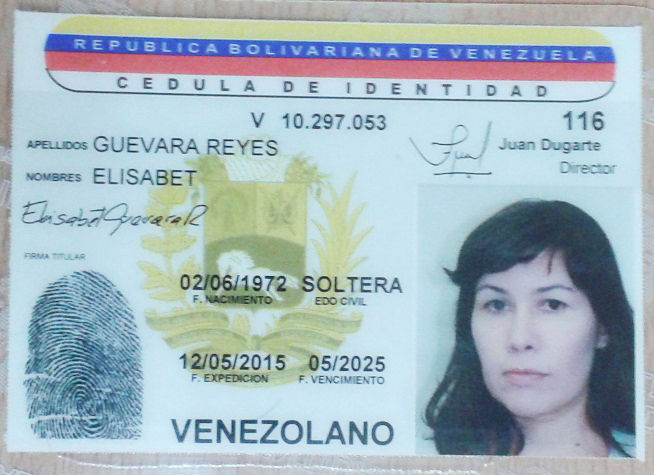 REPUBLICA BOLIVARIANA DE VENEZUELA
CEDULA DE IDENTIDAD
V 10.297.053
116
APELLIDOS GUEVARA REYES
Juan Dugarte
Director
NOMBRES ELISABET
Elisabet Guevara R
FIRMA TITULAR
02/06/1972 SOLTERA
F. NACIMIENTO EDO CIVIL
12/05/2015 05/2025
F. EXPEDICION F. VENCIMIENTO
VENEZOLANO